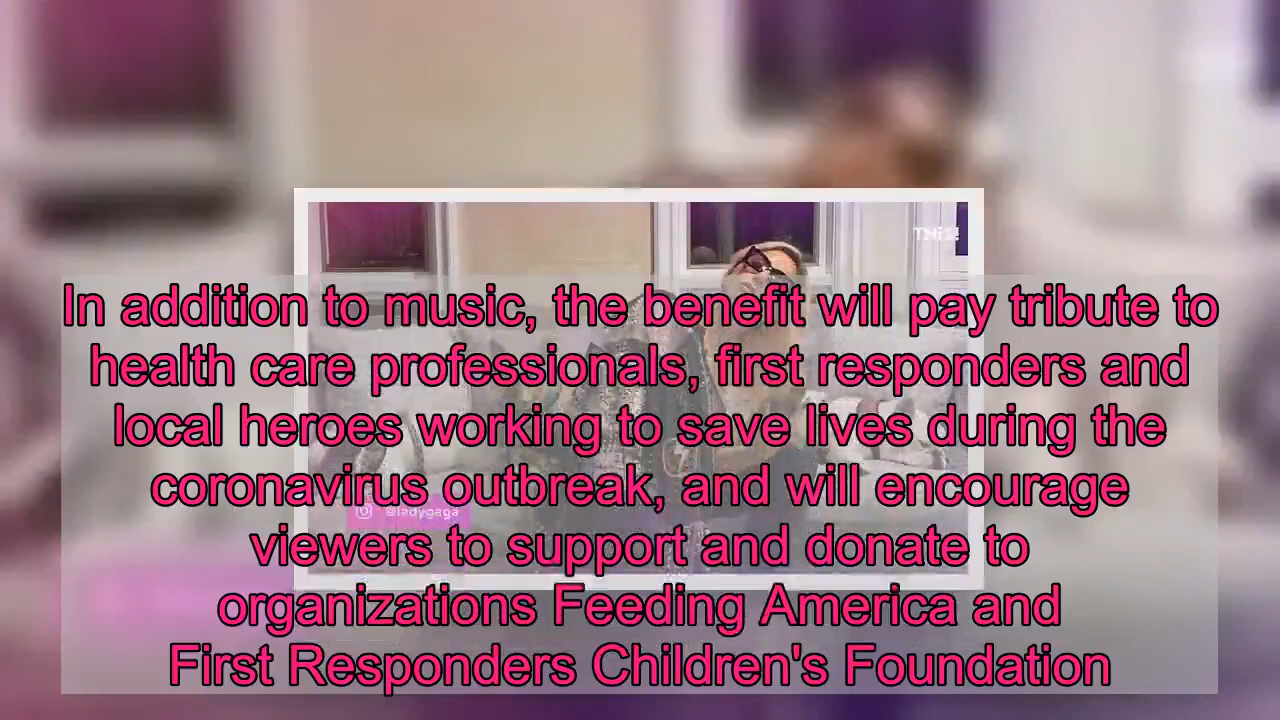 THIS!
In addition to music, the benefit will pay tribute to
health care professionals, first responders and
local heroes working to save lives during the
coronavirus outbreak, and will encourage
@ladygaga
viewers to support and donate to
organizations Feeding America and
First Responders Children's Foundation